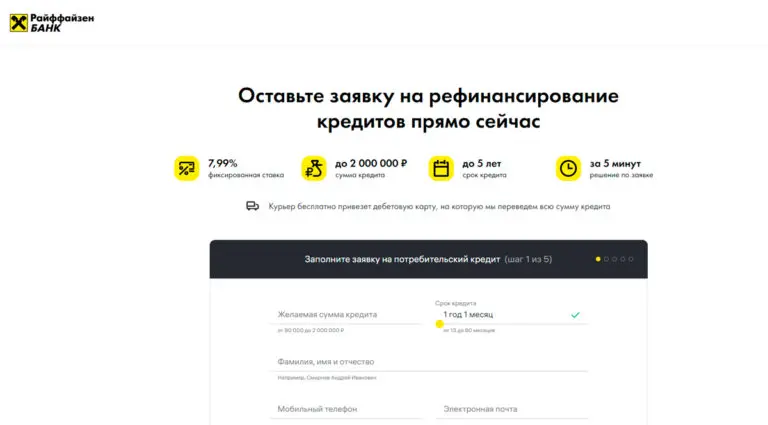 Райффайзен
БАНК
Оставьте заявку на рефинансирование
кредитов прямо сейчас
7,99%
фиксированная ставка
до 2 000 000 ₽
сумма кредита
до 5 лет
срок кредита
за 5 минут
решение по заявке
Курьер бесплатно привезет дебетовую карту, на которую мы переведем всю сумму кредита
Заполните заявку на потребительский кредит (шаг 1 из 5)
Желаемая сумма кредита
от 90 000 до 2 000 000 ₽
Срок кредита
1 год 1 месяц
от 13 до 60 месяцев
Фамилия, имя и отчество
Например, Смирнов Андрей Иванович
Мобильный телефон
Электронная почта